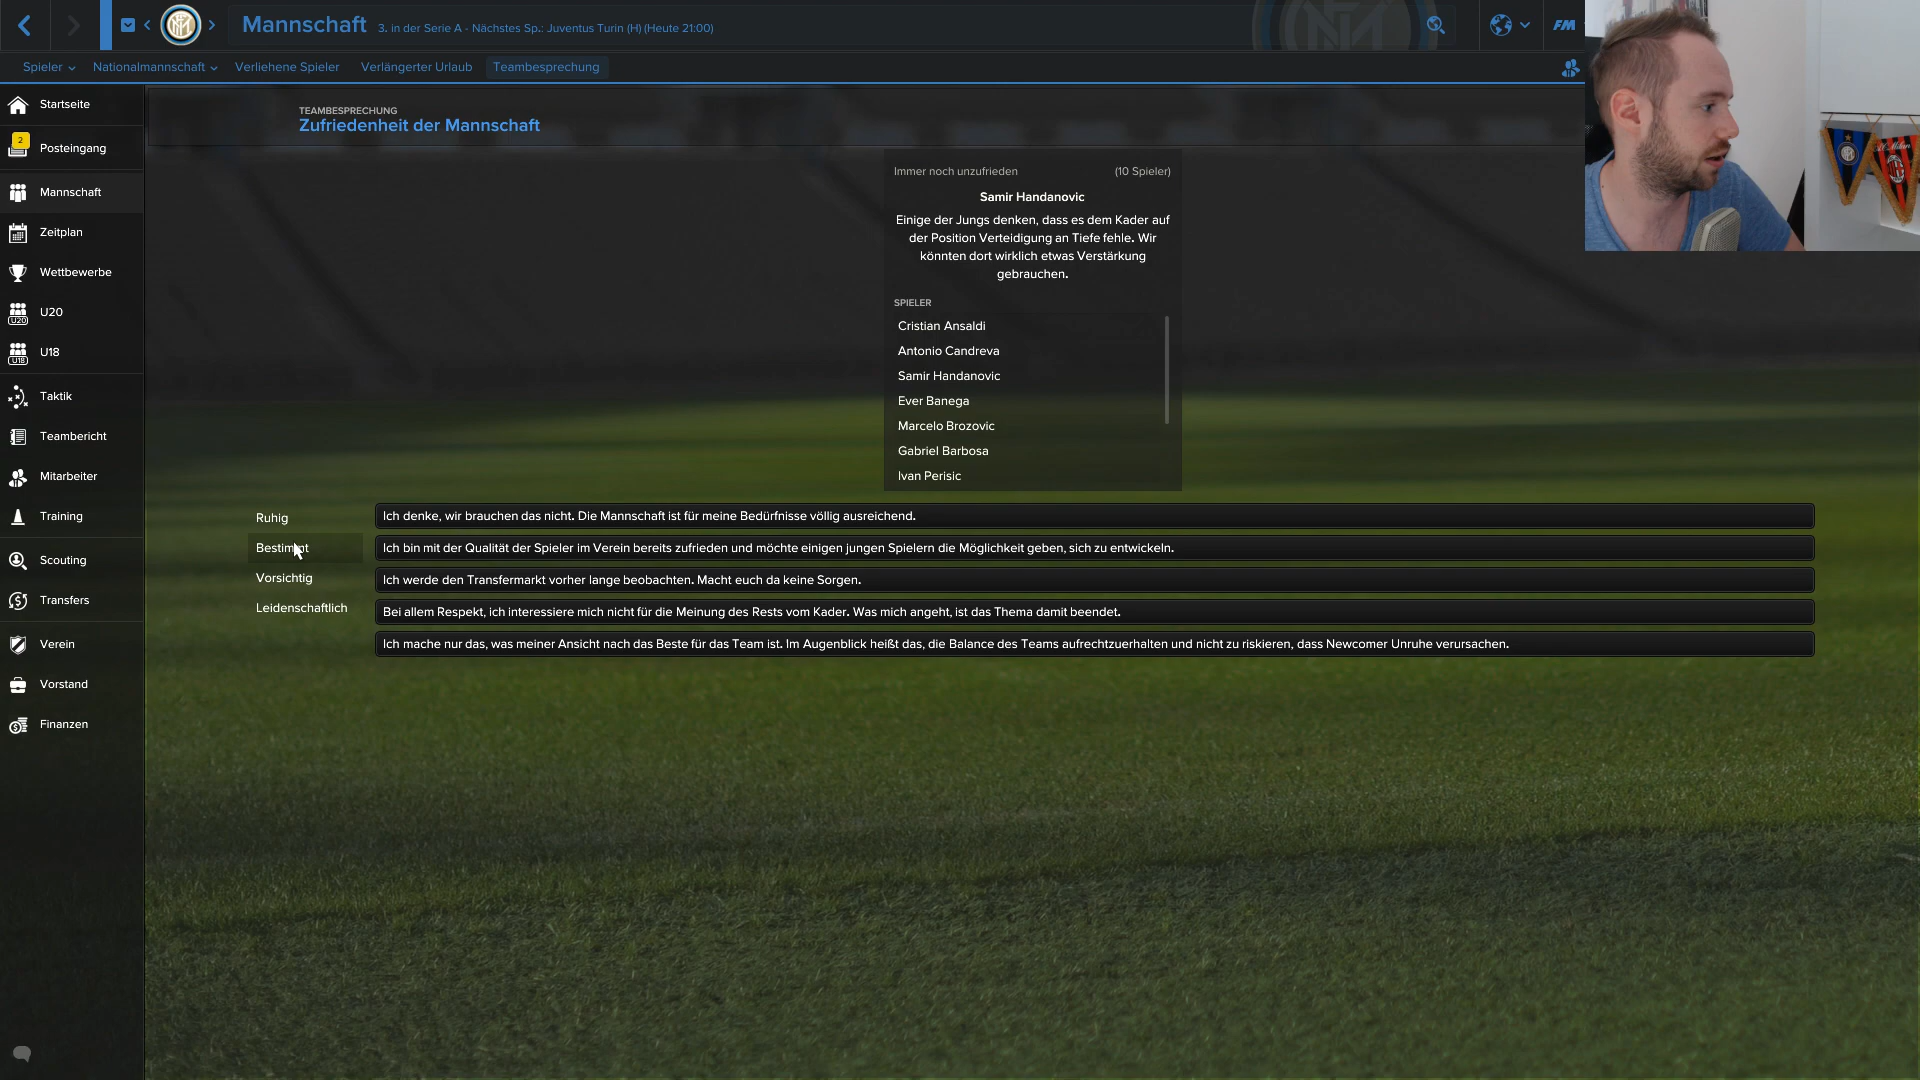 Mannschaft
3. in der Serie A - Nächstes Sp.: Juventus Turin (H) (Heute 21:00)
FM
Spieler
Nationalmannschaft
Verliehene Spieler
Verlängerter Urlaub
Teambesprechung
Startseite
2
Posteingang
Mannschaft
Zeitplan
Wettbewerbe
U20
U20
U18
U18
Taktik
Teambericht
Mitarbeiter
Training
Scouting
Transfers
Verein
Vorstand
Finanzen
TEAMBESPRECHUNG
Zufriedenheit der Mannschaft
Immer noch unzufrieden (10 Spieler)
Samir Handanovic
Einige der Jungs denken, dass es dem Kader auf
der Position Verteidigung an Tiefe fehle. Wir
könnten dort wirklich etwas Verstärkung
gebrauchen.
SPIELER
Cristian Ansaldi
Antonio Candreva
Samir Handanovic
Ever Banega
Marcelo Brozovic
Gabriel Barbosa
Ivan Perisic
Ruhig
Bestimmt
Vorsichtig
Leidenschaftlich
Ich denke, wir brauchen das nicht. Die Mannschaft ist für meine Bedürfnisse völlig ausreichend.
Ich bin mit der Qualität der Spieler im Verein bereits zufrieden und möchte einigen jungen Spielern die Möglichkeit geben, sich zu entwickeln.
Ich werde den Transfermarkt vorher lange beobachten. Macht euch da keine Sorgen.
Bei allem Respekt, ich interessiere mich nicht für die Meinung des Rests vom Kader. Was mich angeht, ist das Thema damit beendet.
Ich mache nur das, was meiner Ansicht nach das Beste für das Team ist. Im Augenblick heißt das, die Balance des Teams aufrechtzuerhalten und nicht zu riskieren, dass Newcomer Unruhe verursachen.